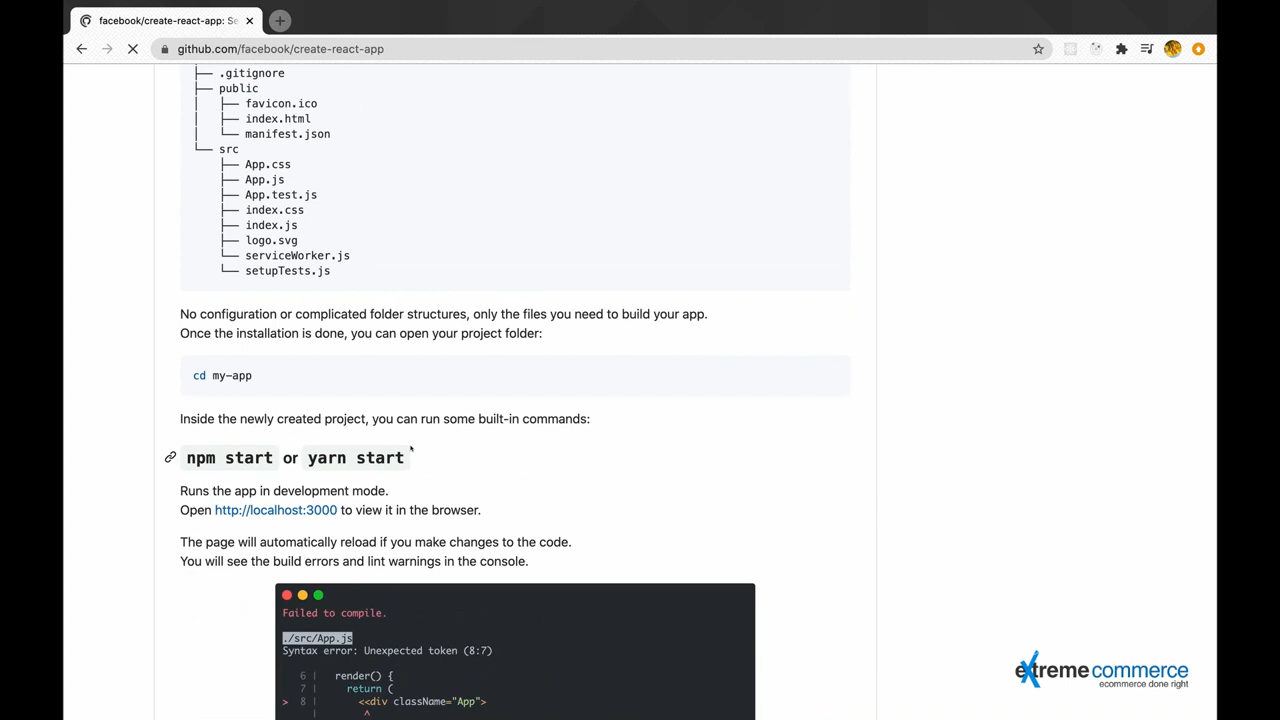 facebook/create-react-app: Se
github.com/facebook/create-react-app
├── .gitignore
├── public
│   ├── favicon.ico
│   ├── index.html
│   └── manifest.json
└── src
├── App.css
├── App.js
├── App.test.js
├── index.css
├── index.js
├── logo.svg
└── serviceWorker.js
└── setupTests.js
No configuration or complicated folder structures, only the files you need to build your app.
Once the installation is done, you can open your project folder:
cd my-app
Inside the newly created project, you can run some built-in commands:
npm start or yarn start
Runs the app in development mode.
Open http://localhost:3000 to view it in the browser.
The page will automatically reload if you make changes to the code.
You will see the build errors and lint warnings in the console.
Failed to compile.
./src/App.js
Syntax error: Unexpected token (8:7)
6 | render() {
7 | return (
> 8 | <<div className="App">
| ^
extreme commerce
ecommerce done right